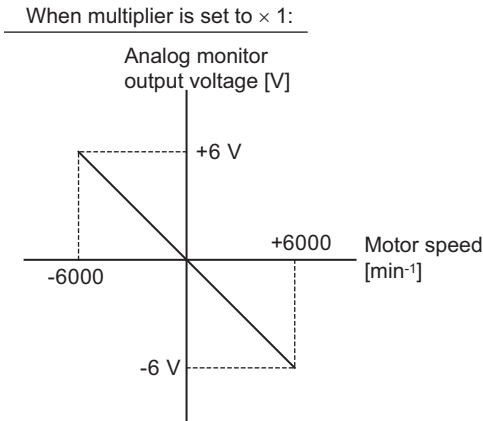 When multiplier is set to × 1:
Analog monitor
output voltage [V]
+6 V
+6000
Motor speed
[min-1]
-6000
-6 V